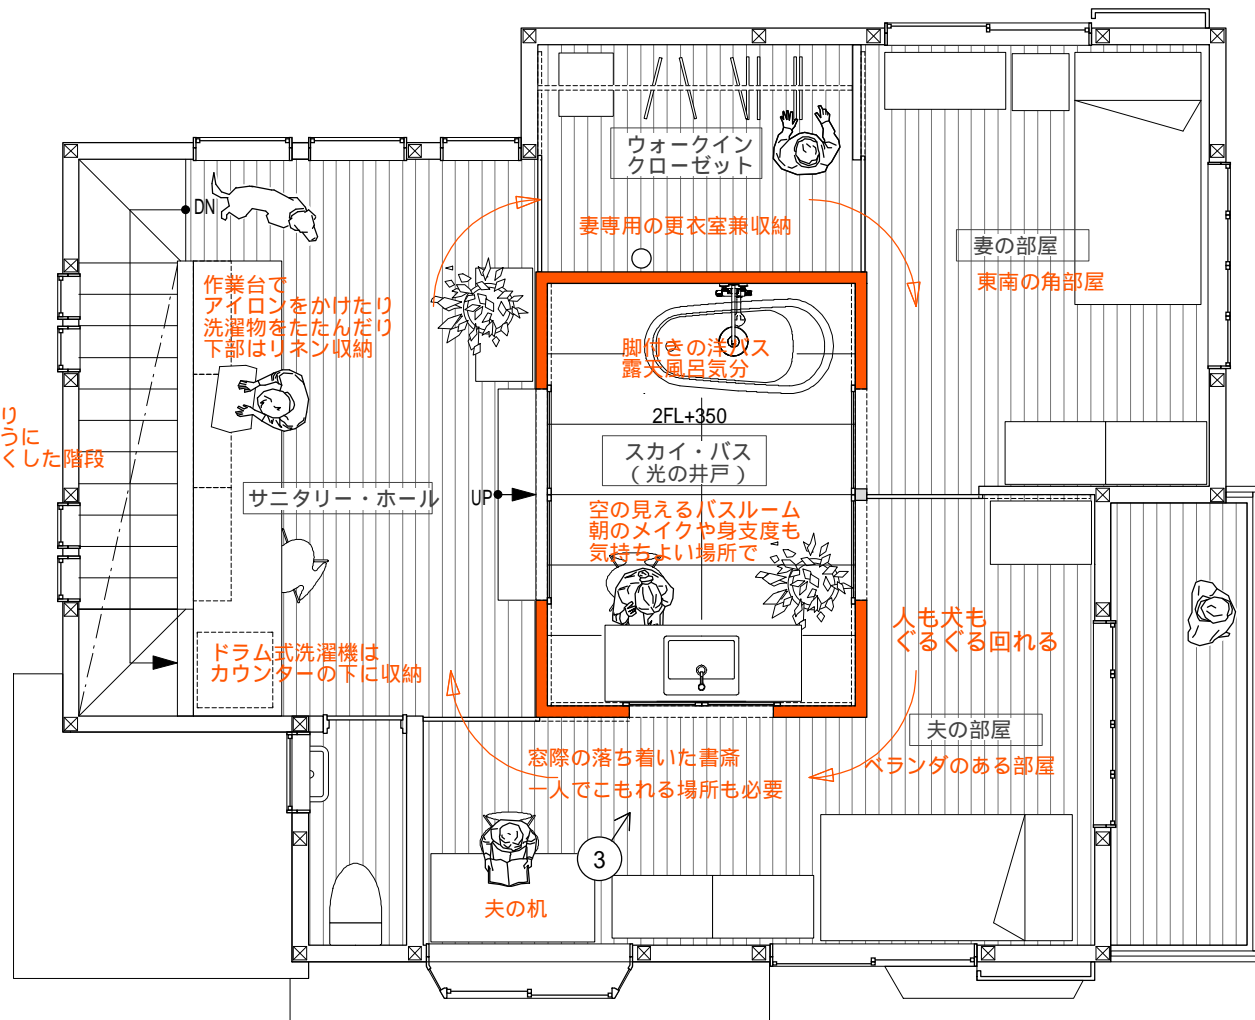 ウォークイン
クローゼット
妻専用の更衣室兼収納
妻の部屋
東南の角部屋
DN
作業台で
アイロンをかけたり
洗濯物をたたんだり
下部はリネン収納
脚付きの洋バス
露天風呂気分
2FL+350
スカイ・バス
(光の井戸)
り
うに
くした階段
サニタリー・ホール
UP
空の見えるバスルーム
朝のメイクや身支度も
気持ちよい場所で
人も犬も
ぐるぐる回れる
ドラム式洗濯機は
カウンターの下に収納
夫の部屋
ベランダのある部屋
窓際の落ち着いた書斎
一人でこもれる場所も必要
3
夫の机